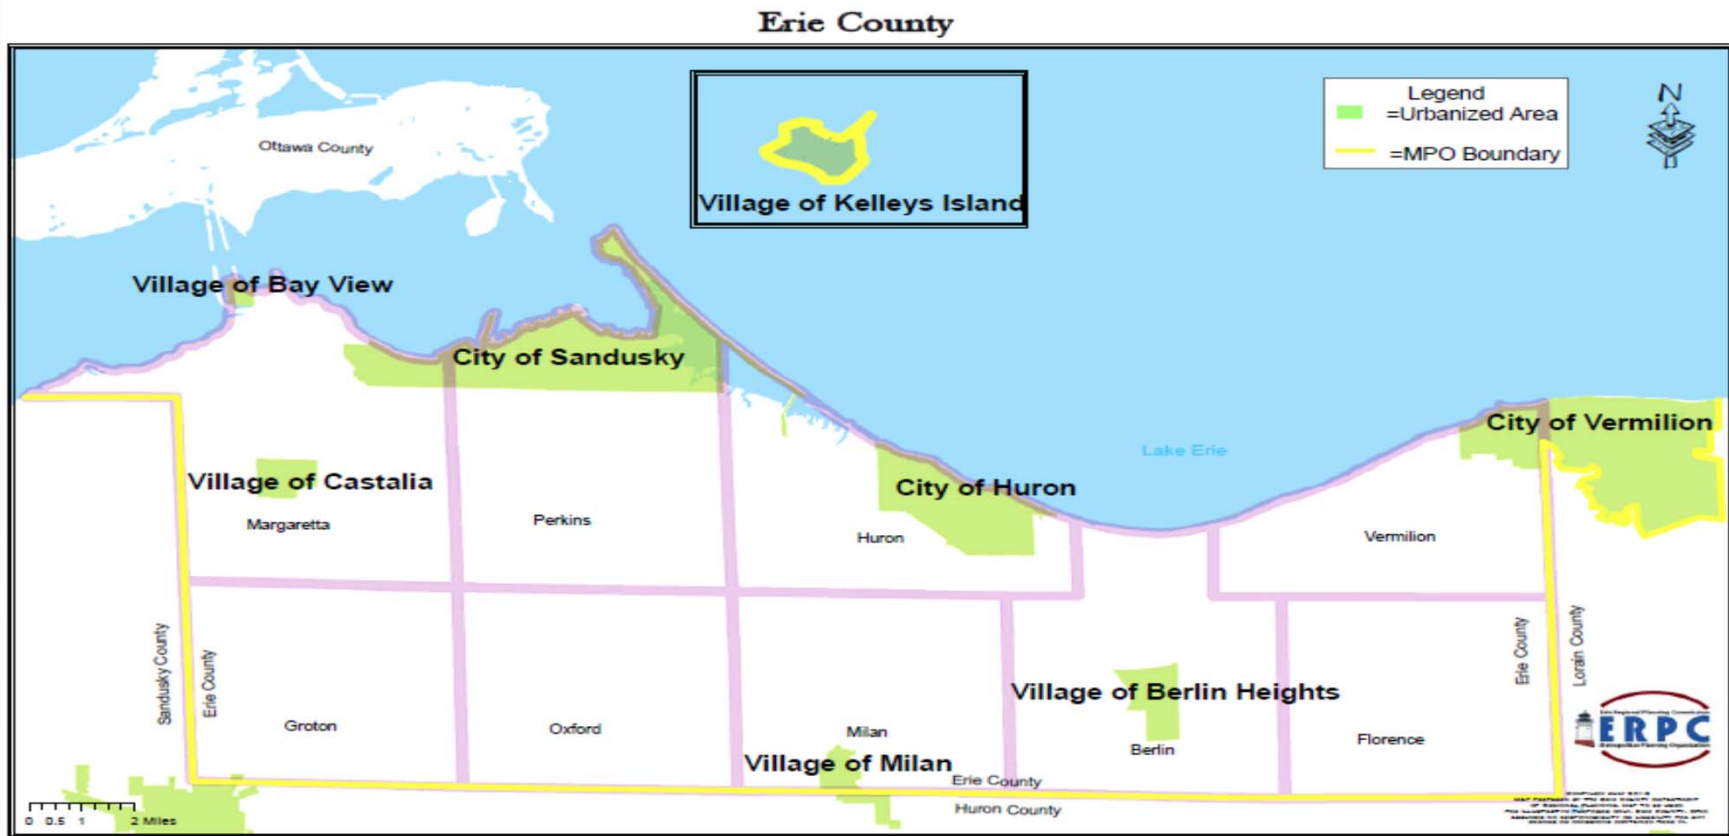 Erie County
Legend
=Urbanized Area
=MPO Boundary
N
Ottawa County
Village of Kelleys Island
Village of Bay View
City of Sandusky
City of Vermilion
Lake Erie
Village of Castalia
City of Huron
Margaretta
Perkins
Huron
Vermilion
Sandusky County
Erie County
Erie County
Lorain County
Village of Berlin Heights
Groton
Oxford
Milan
Berlin
Florence
Village of Milan
Erie County
Huron County
ERPC
0 0.5 1 2 Miles